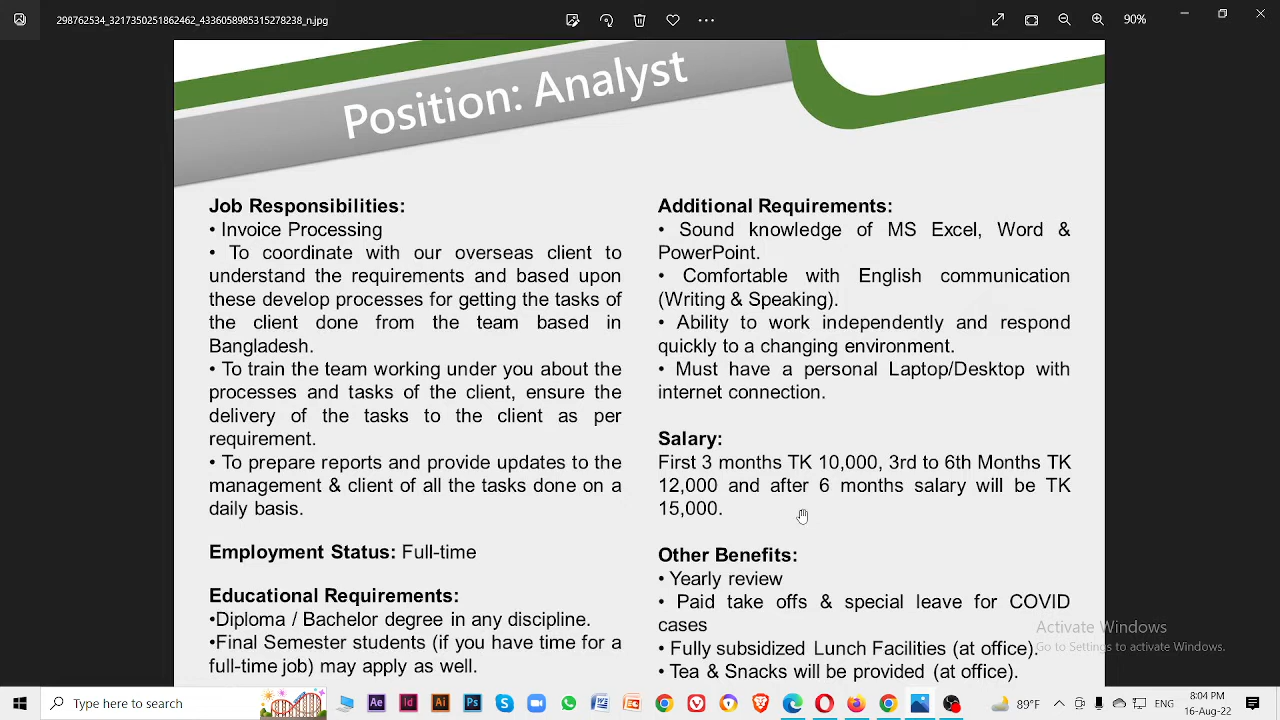 298762534_321735025186462_4336058985315278238_n.jpg
90%
Position: Analyst
Job Responsibilities:
• Invoice Processing
• To coordinate with our overseas client to
understand the requirements and based upon
these develop processes for getting the tasks of
the client done from the team based in
Bangladesh.
• To train the team working under you about the
processes and tasks of the client, ensure the
delivery of the tasks to the client as per
requirement.
• To prepare reports and provide updates to the
management & client of all the tasks done on a
daily basis.
Employment Status: Full-time
Educational Requirements:
•Diploma / Bachelor degree in any discipline.
•Final Semester students (if you have time for a
full-time job) may apply as well.
Additional Requirements:
• Sound knowledge of MS Excel, Word &
PowerPoint.
• Comfortable with English communication
(Writing & Speaking).
• Ability to work independently and respond
quickly to a changing environment.
• Must have a personal Laptop/Desktop with
internet connection.
Salary:
First 3 months TK 10,000, 3rd to 6th Months TK
12,000 and after 6 months salary will be TK
15,000.
Other Benefits:
• Yearly review
• Paid take offs & special leave for COVID
cases
• Fully subsidized Lunch Facilities (at office).
• Tea & Snacks will be provided (at office).
Activate Windows
Go to Settings to activate Windows.
Type here to search
Ae
Id
Ai
Ps
89°F
ENG
8:04 PM
16-Aug-22